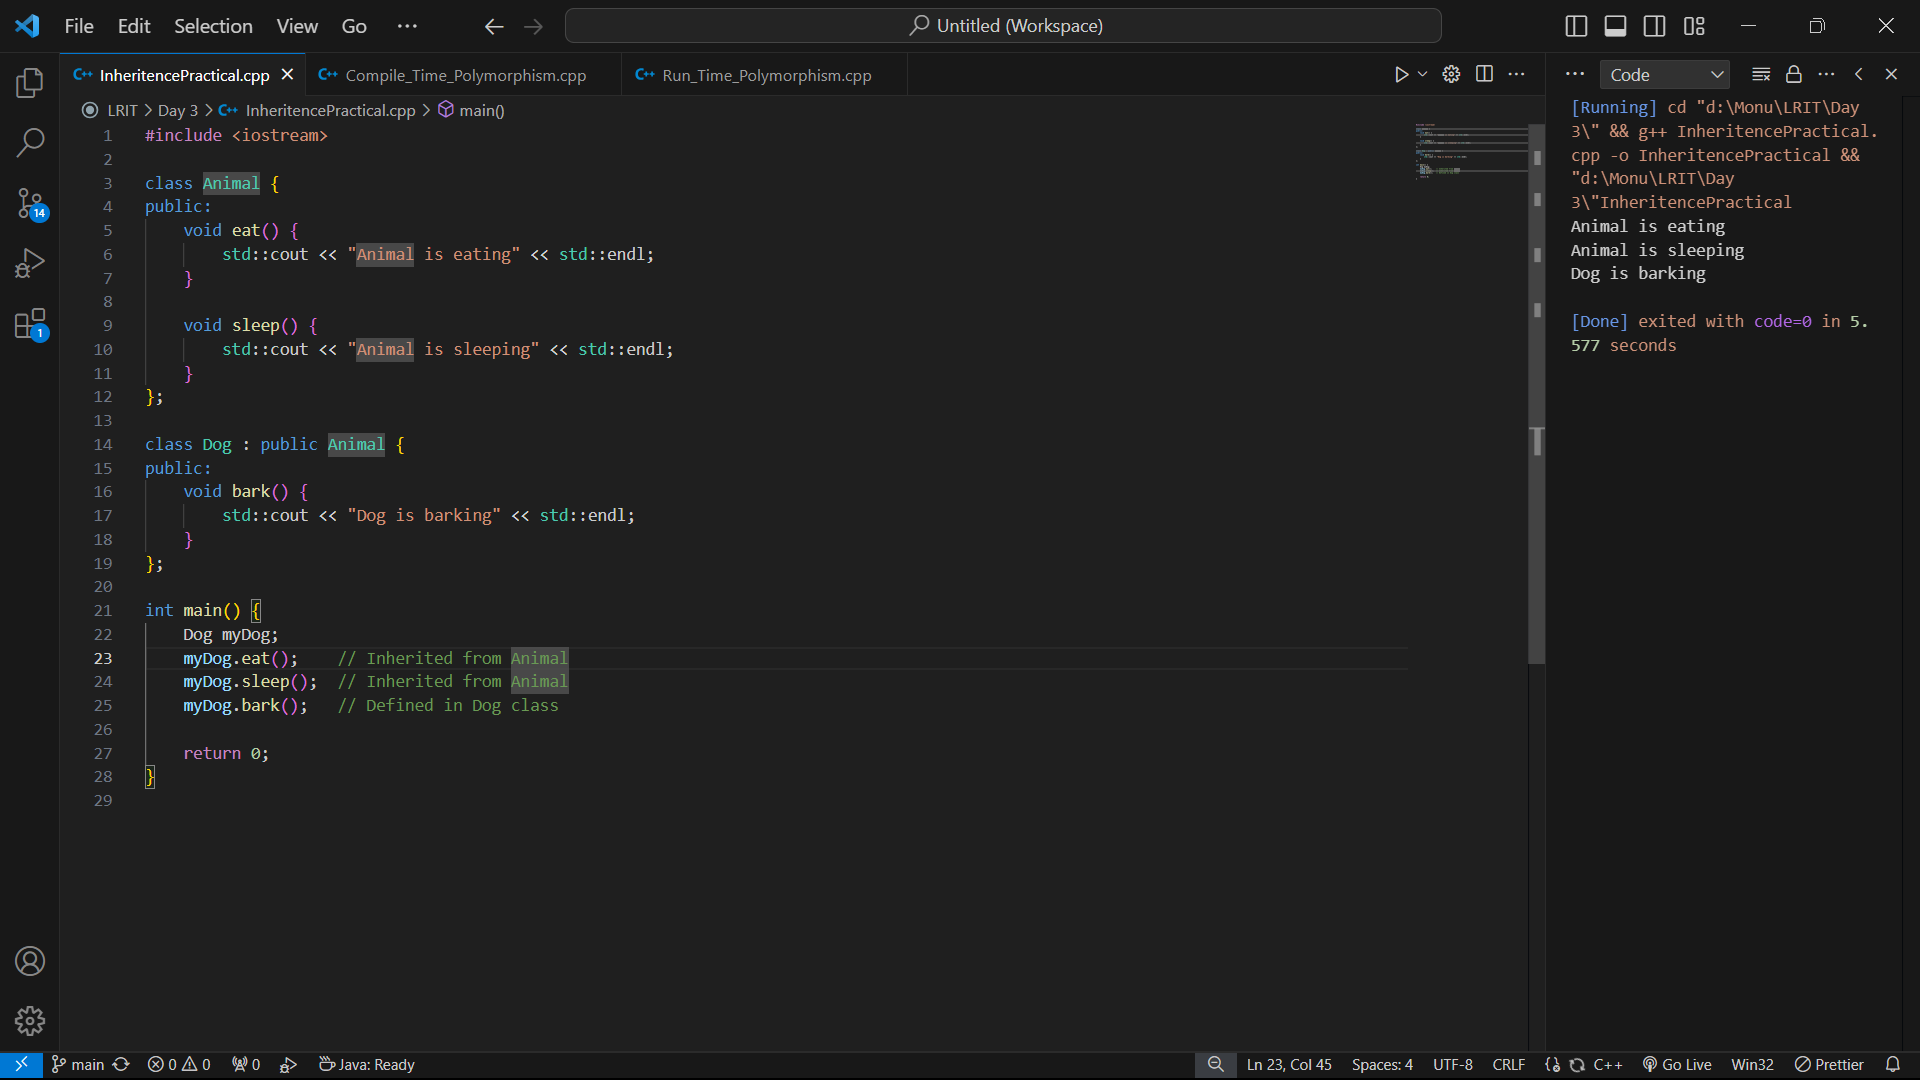 File Edit Selection View Go ··· Untitled (Workspace)
InheritencePractical.cpp Compile_Time_Polymorphism.cpp Run_Time_Polymorphism.cpp
LRIT > Day 3 > InheritencePractical.cpp > main()
1 #include <iostream>
2
3 class Animal {
4 public:
5 void eat() {
6 std::cout << "Animal is eating" << std::endl;
7 }
8
9 void sleep() {
10 std::cout << "Animal is sleeping" << std::endl;
11 }
12 };
13
14 class Dog : public Animal {
15 public:
16 void bark() {
17 std::cout << "Dog is barking" << std::endl;
18 }
19 };
20
21 int main() {
22 Dog myDog;
23 myDog.eat(); // Inherited from Animal
24 myDog.sleep(); // Inherited from Animal
25 myDog.bark(); // Defined in Dog class
26
27 return 0;
28 }
29
Code
[Running] cd "d:\Monu\LRIT\Day
3\" && g++ InheritencePractical.
cpp -o InheritencePractical &&
"d:\Monu\LRIT\Day
3\"InheritencePractical
Animal is eating
Animal is sleeping
Dog is barking
[Done] exited with code=0 in 5.
577 seconds
14
1
main 0 0 0 Java: Ready Ln 23, Col 45 Spaces: 4 UTF-8 CRLF C++ Go Live Win32 Prettier